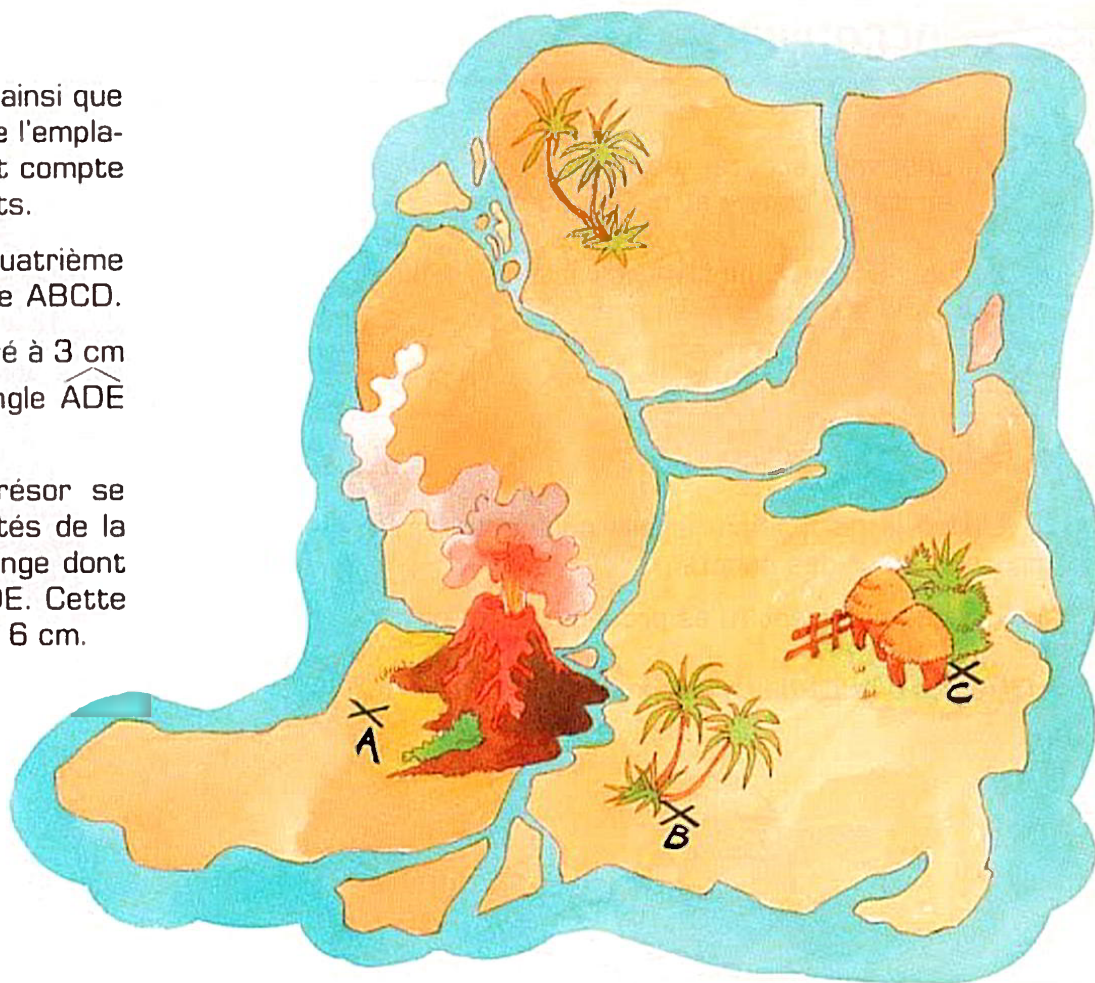 ainsi que
e l'empla-
t compte
ts.
uatrième
e ABCD.
é à 3 cm
ngle ADE
résor se
tés de la
nge dont
DE. Cette
6 cm.
A
B
C